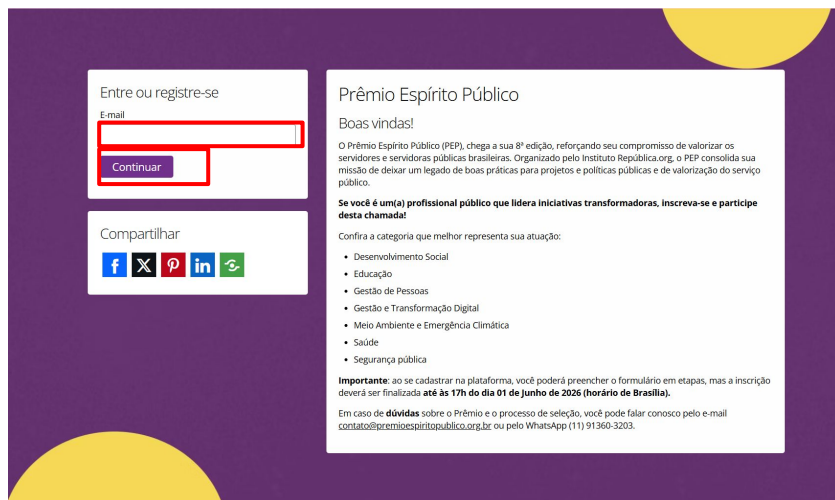 Entre ou registre-se
E-mail
Continuar
Compartilhar
Prêmio Espírito Público
Boas vindas!
O Prêmio Espírito Público (PEP), chega a sua 8ª edição, reforçando seu compromisso de valorizar os
servidores e servidoras públicas brasileiras. Organizado pelo Instituto República.org, o PEP consolida sua
missão de deixar um legado de boas práticas para projetos e políticas públicas e de valorização do serviço
público.
Se você é um(a) profissional público que lidera iniciativas transformadoras, inscreva-se e participe
desta chamada!
Confira a categoria que melhor representa sua atuação:
• Desenvolvimento Social
• Educação
• Gestão de Pessoas
• Gestão e Transformação Digital
• Meio Ambiente e Emergência Climática
• Saúde
• Segurança pública
Importante: ao se cadastrar na plataforma, você poderá preencher o formulário em etapas, mas a inscrição
deverá ser finalizada até às 17h do dia 01 de Junho de 2026 (horário de Brasília).
Em caso de dúvidas sobre o Prêmio e o processo de seleção, você pode falar conosco pelo e-mail
contato@premioespiritopublico.org.br ou pelo WhatsApp (11) 91360-3203.